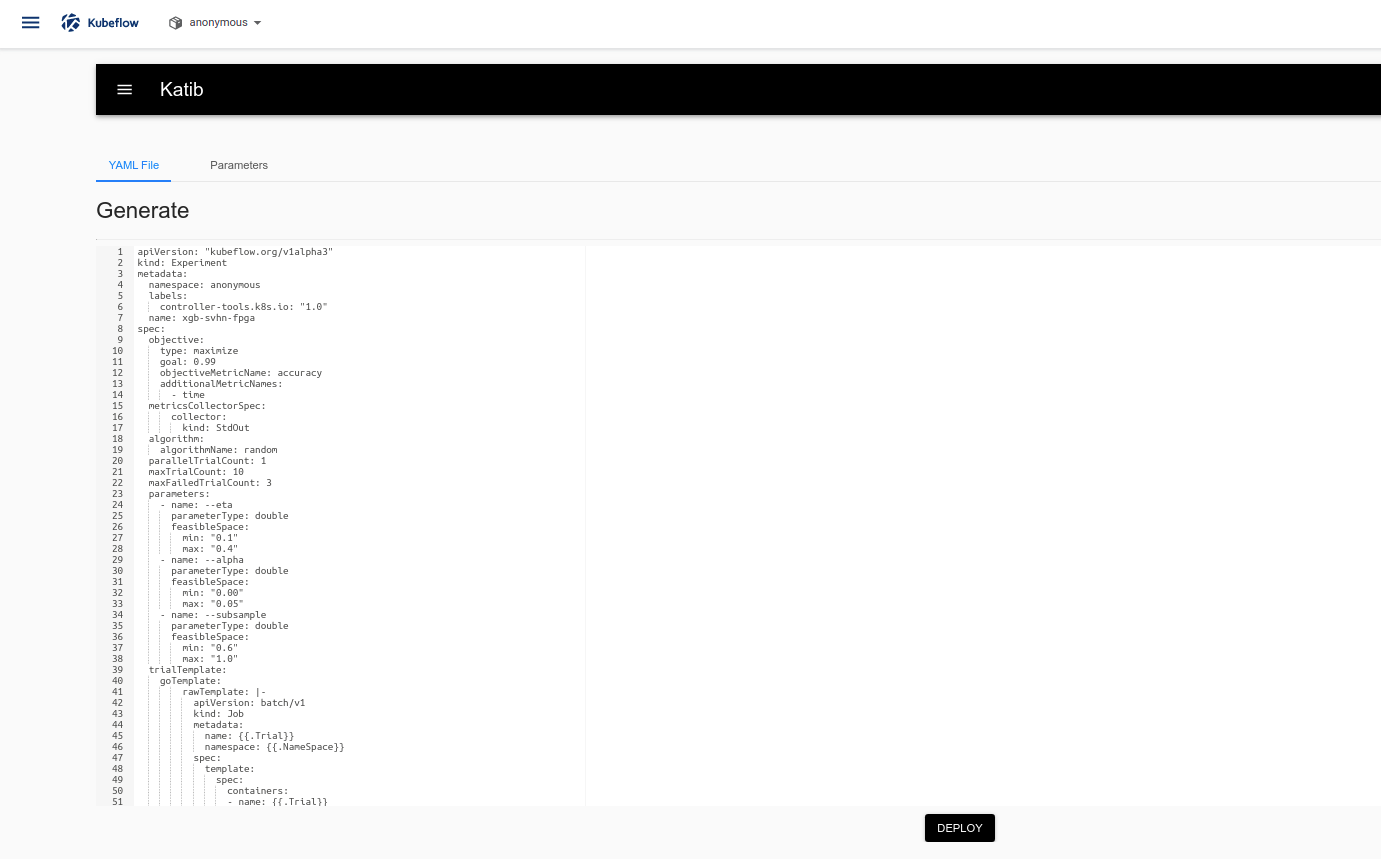 Kubeflow anonymous
Katib
YAML File Parameters
Generate
1 apiVersion: "kubeflow.org/v1alpha3"
2 kind: Experiment
3 metadata:
4 namespace: anonymous
5 labels:
6 controller-tools.k8s.io: "1.0"
7 name: xgb-svhn-fpga
8 spec:
9 objective:
10 type: maximize
11 goal: 0.99
12 objectiveMetricName: accuracy
13 additionalMetricNames:
14 - time
15 metricsCollectorSpec:
16 collector:
17 kind: StdOut
18 algorithm:
19 algorithmName: random
20 parallelTrialCount: 1
21 maxTrialCount: 10
22 maxFailedTrialCount: 3
23 parameters:
24 - name: --eta
25 parameterType: double
26 feasibleSpace:
27 min: "0.1"
28 max: "0.4"
29 - name: --alpha
30 parameterType: double
31 feasibleSpace:
32 min: "0.00"
33 max: "0.05"
34 - name: --subsample
35 parameterType: double
36 feasibleSpace:
37 min: "0.6"
38 max: "1.0"
39 trialTemplate:
40 goTemplate:
41 rawTemplate: |-
42 apiVersion: batch/v1
43 kind: Job
44 metadata:
45 name: {{.Trial}}
46 namespace: {{.NameSpace}}
47 spec:
48 template:
49 spec:
50 containers:
51 - name: {{.Trial}}
DEPLOY